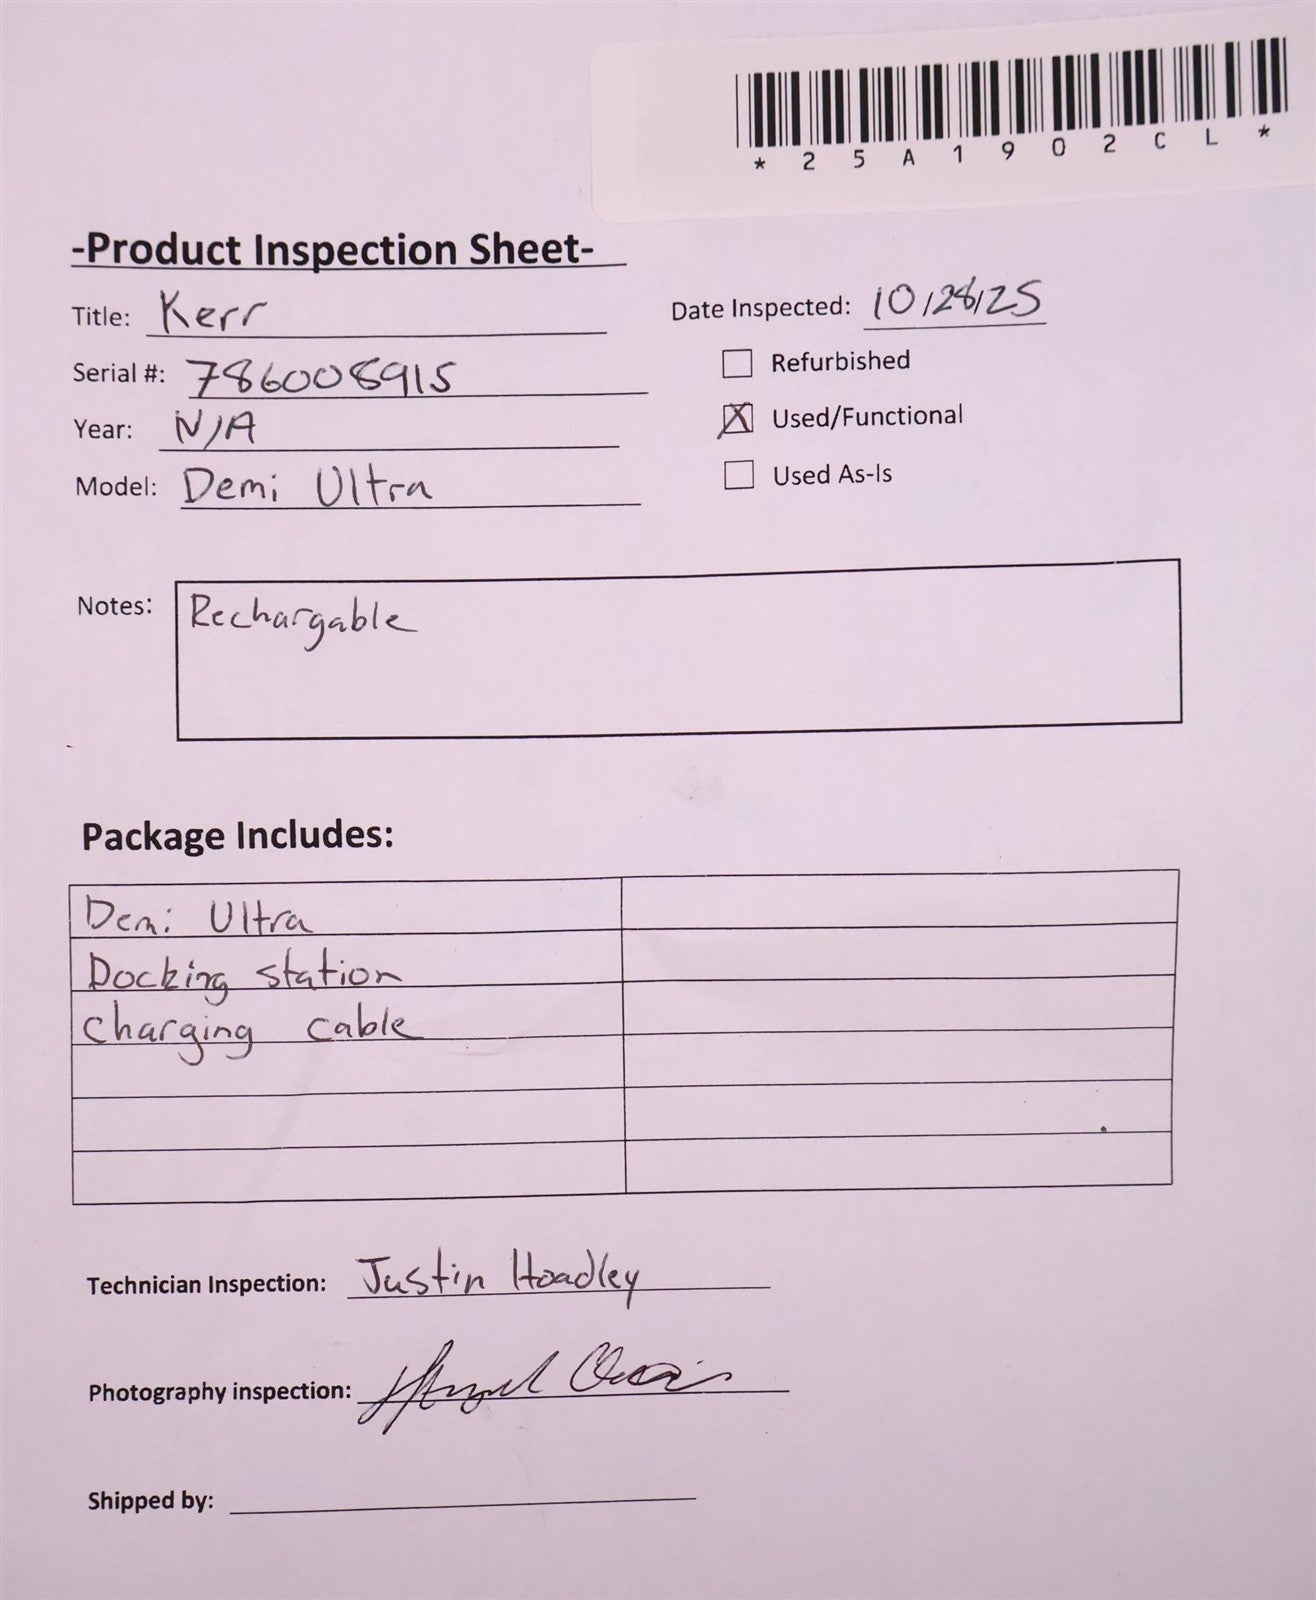 *25A1902CL*
-Product Inspection Sheet-
Title: Kerr
Date Inspected: 10/28/25
Serial #: 786008915
Refurbished
Year: N/A
Used/Functional
Model: Demi Ultra
Used As-Is
Notes: Rechargable
Package Includes:
Demi Ultra
Docking station
Charging cable
Technician Inspection: Justin Hoadley
Photography inspection:
Shipped by: